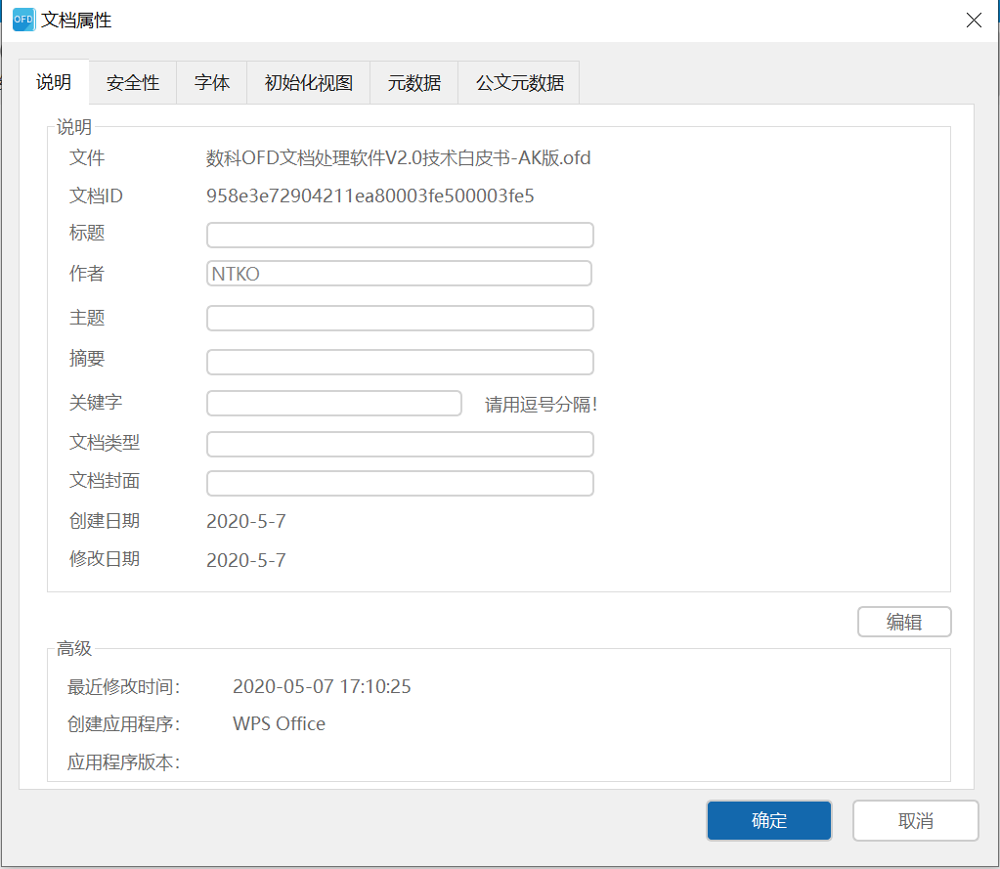 OFD 文档属性
说明 安全性 字体 初始化视图 元数据 公文元数据
说明
文件 数科OFD文档处理软件V2.0技术白皮书-AK版.ofd
文档ID 958e3e72904211ea80003fe500003fe5
标题
作者 NTKO
主题
摘要
关键字 请用逗号分隔!
文档类型
文档封面
创建日期 2020-5-7
修改日期 2020-5-7
编辑
高级
最近修改时间: 2020-05-07 17:10:25
创建应用程序: WPS Office
应用程序版本:
确定 取消